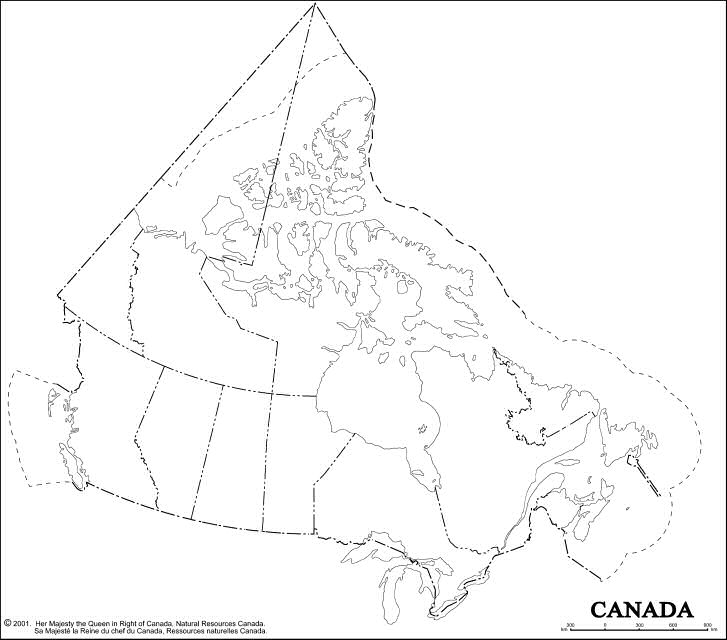 CANADA
300 0 300 600 900
km km
© 2001. Her Majesty the Queen in Right of Canada, Natural Resources Canada.
Sa Majesté la Reine du chef du Canada, Ressources naturelles Canada.